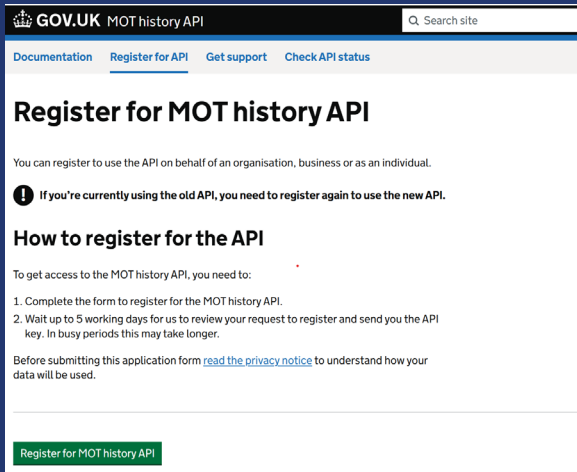 GOV.UK MOT history API
Search site
Documentation Register for API Get support Check API status
Register for MOT history API
You can register to use the API on behalf of an organisation, business or as an individual.
! If you're currently using the old API, you need to register again to use the new API.
How to register for the API
To get access to the MOT history API, you need to:
1. Complete the form to register for the MOT history API.
2. Wait up to 5 working days for us to review your request to register and send you the API
key. In busy periods this may take longer.
Before submitting this application form read the privacy notice to understand how your
data will be used.
Register for MOT history API